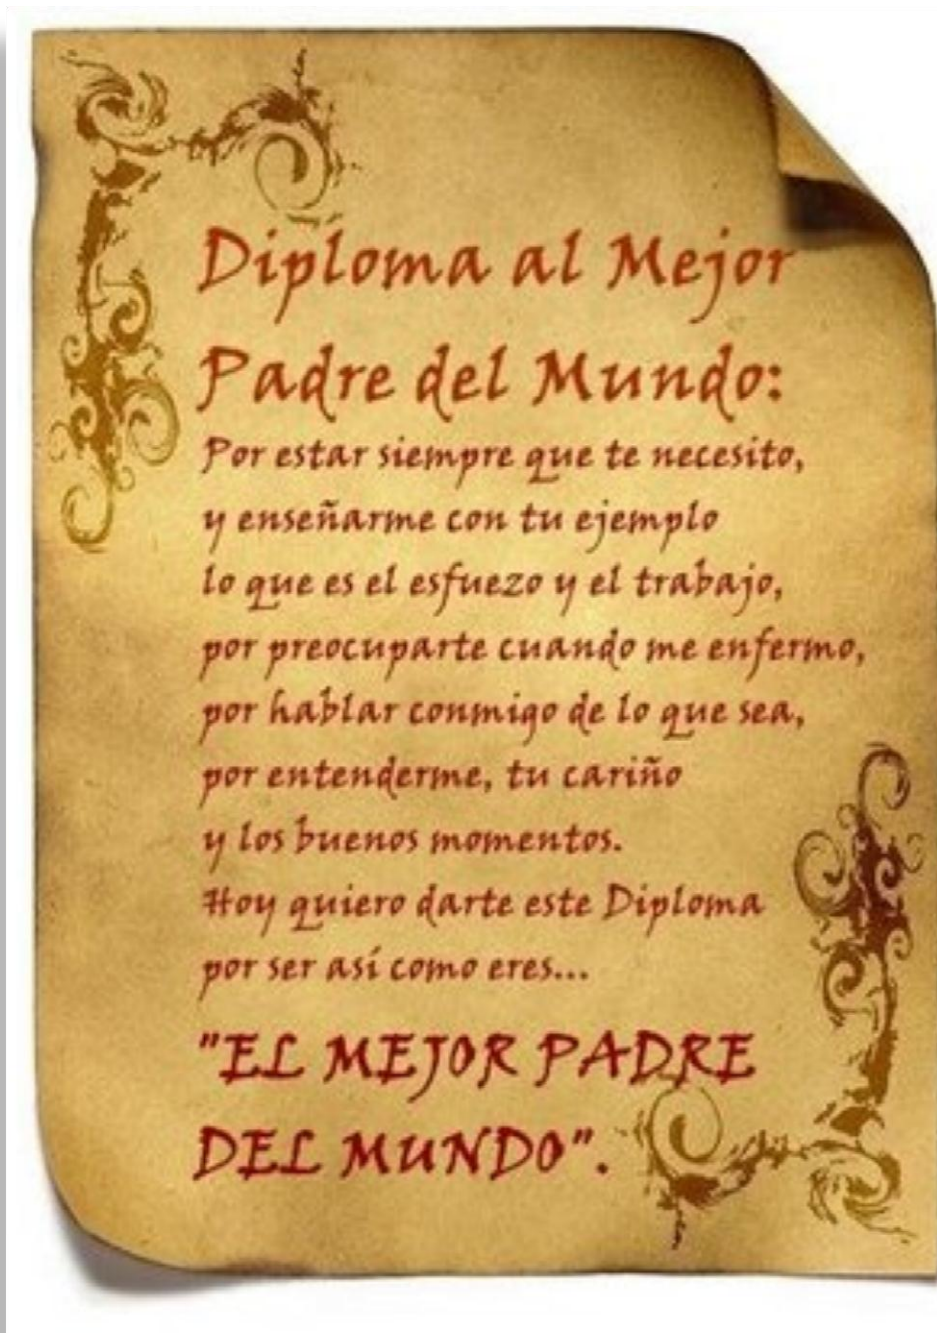 Diploma al Mejor
Padre del Mundo:
Por estar siempre que te necesito,
y enseñarme con tu ejemplo
lo que es el esfuezo y el trabajo,
por preocuparte cuando me enfermo,
por hablar conmigo de lo que sea,
por entenderme, tu cariño
y los buenos momentos.
Hoy quiero darte este Diploma
por ser así como eres...
"EL MEJOR PADRE
DEL MUNDO".